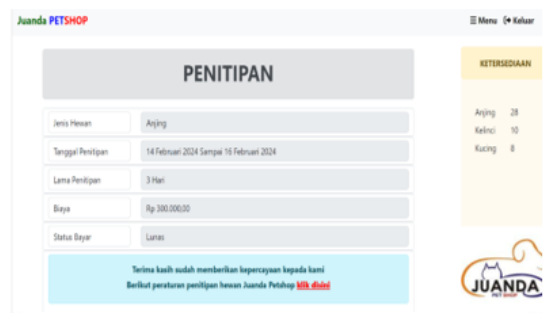 Juanda PETSHOP
Menu Keluar
PENITIPAN
Jenis Hewan Anjing
Tanggal Penitipan 14 Februari 2024 Sampai 16 Februari 2024
Lama Penitipan 3 Hari
Biaya Rp 300.000,00
Status Bayar Lunas
Terima kasih sudah memberikan kepercayaan kepada kami
Berikut peraturan penitipan hewan Juanda Petshop klik disini
KETERSEDIAAN
Anjing 28
Kelinci 10
Kucing 8
JUANDA
PET SHOP